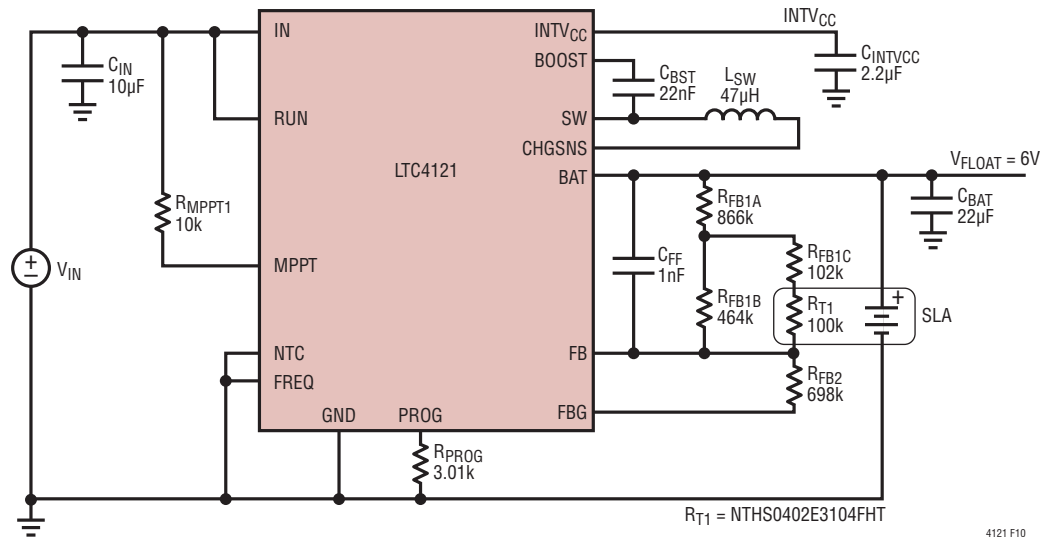 INTVCC
IN
INTVCC
CIN
10µF
BOOST
CBST
22nF
LSW
47µH
CINTVCC
2.2µF
RUN
SW
CHGSNS
LTC4121
BAT
VFLOAT = 6V
RMPPT1
10k
RFB1A
866k
CBAT
22µF
VIN
MPPT
CFF
1nF
RFB1C
102k
RFB1B
464k
RT1
100k
+
SLA
+
−
NTC
FREQ
FB
RFB2
698k
FBG
GND
PROG
RPROG
3.01k
RT1 = NTHS0402E3104FHT
4121 F10